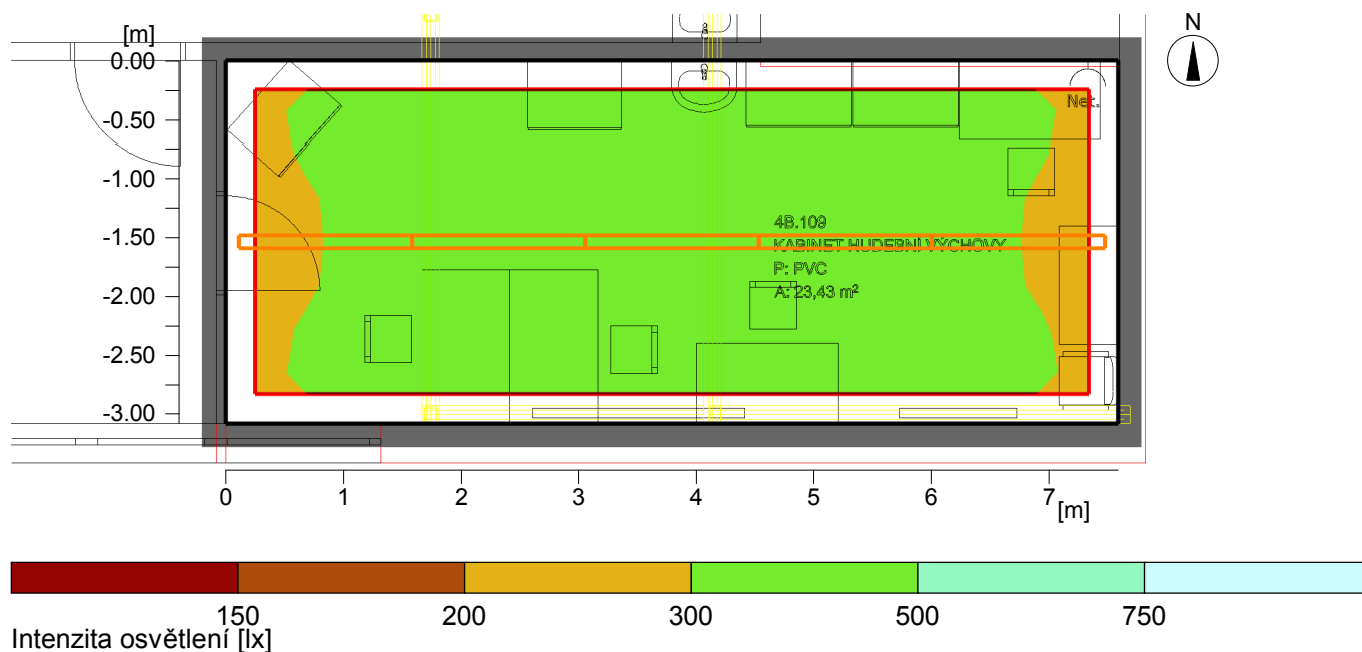 [m]
N
0.00
-0.50
-1.00
-1.50
-2.00
-2.50
-3.00
Net.
4B.109
KABINET HUDEBNÍ VÝCHOVY
P: PVC
A: 23,43 m²
0 1 2 3 4 5 6 7 [m]
150 200 300 500 750
Intenzita osvětlení [lx]